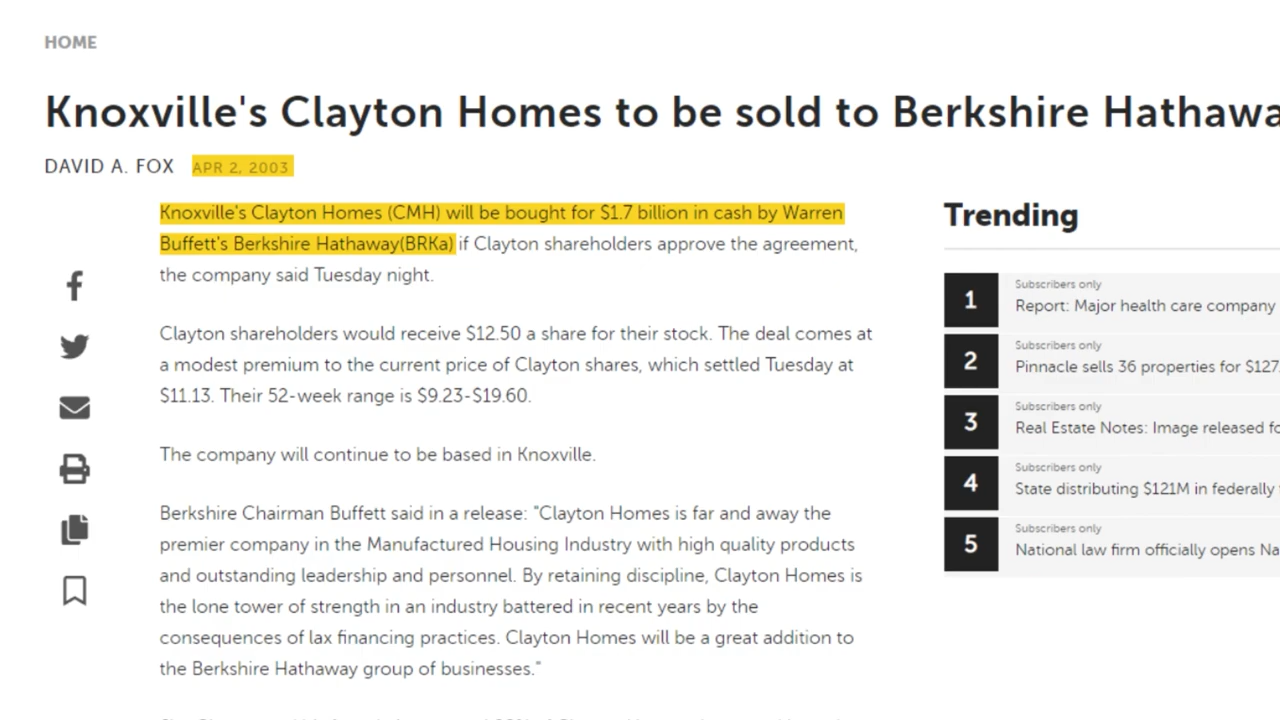 HOME
Knoxville's Clayton Homes to be sold to Berkshire Hathawa
DAVID A. FOX APR 2, 2003
Knoxville's Clayton Homes (CMH) will be bought for $1.7 billion in cash by Warren
Buffett's Berkshire Hathaway(BRKa) if Clayton shareholders approve the agreement,
the company said Tuesday night.
Clayton shareholders would receive $12.50 a share for their stock. The deal comes at
a modest premium to the current price of Clayton shares, which settled Tuesday at
$11.13. Their 52-week range is $9.23-$19.60.
The company will continue to be based in Knoxville.
Berkshire Chairman Buffett said in a release: "Clayton Homes is far and away the
premier company in the Manufactured Housing Industry with high quality products
and outstanding leadership and personnel. By retaining discipline, Clayton Homes is
the lone tower of strength in an industry battered in recent years by the
consequences of lax financing practices. Clayton Homes will be a great addition to
the Berkshire Hathaway group of businesses."
Trending
1
Subscribers only
Report: Major health care company
2
Subscribers only
Pinnacle sells 36 properties for $127
3
Subscribers only
Real Estate Notes: Image released fo
4
Subscribers only
State distributing $121M in federally
5
Subscribers only
National law firm officially opens Na